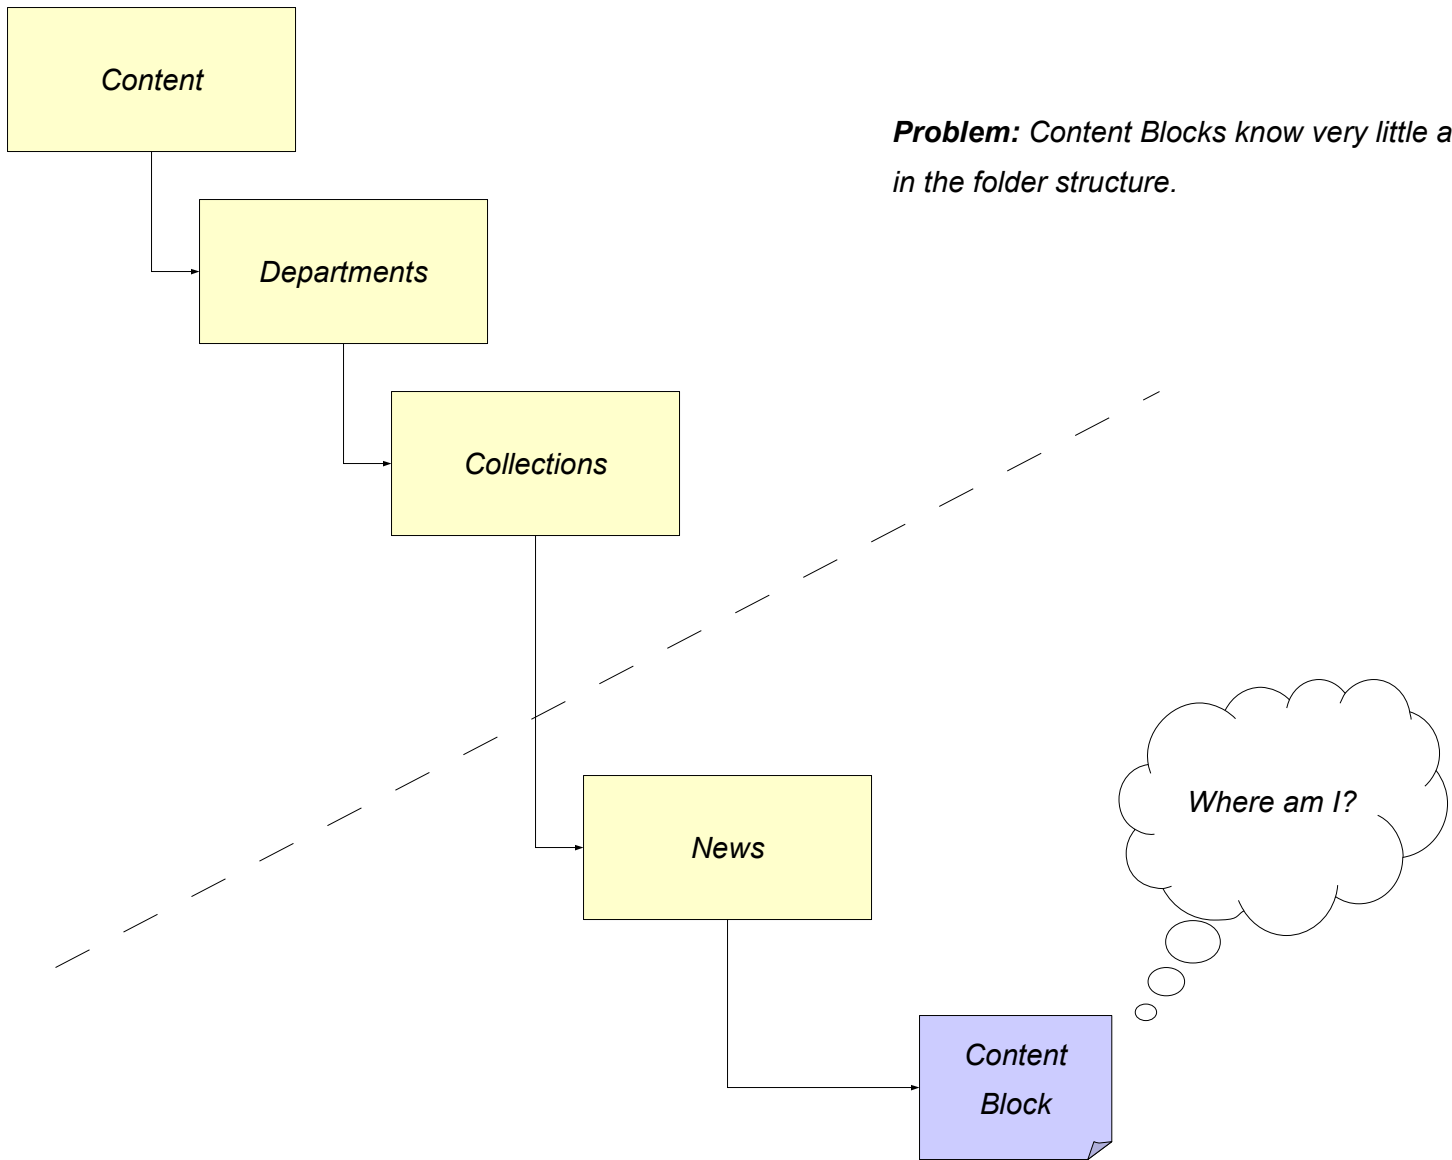 Content
Problem: Content Blocks know very little a
in the folder structure.
Departments
Collections
Where am I?
News
Content
Block